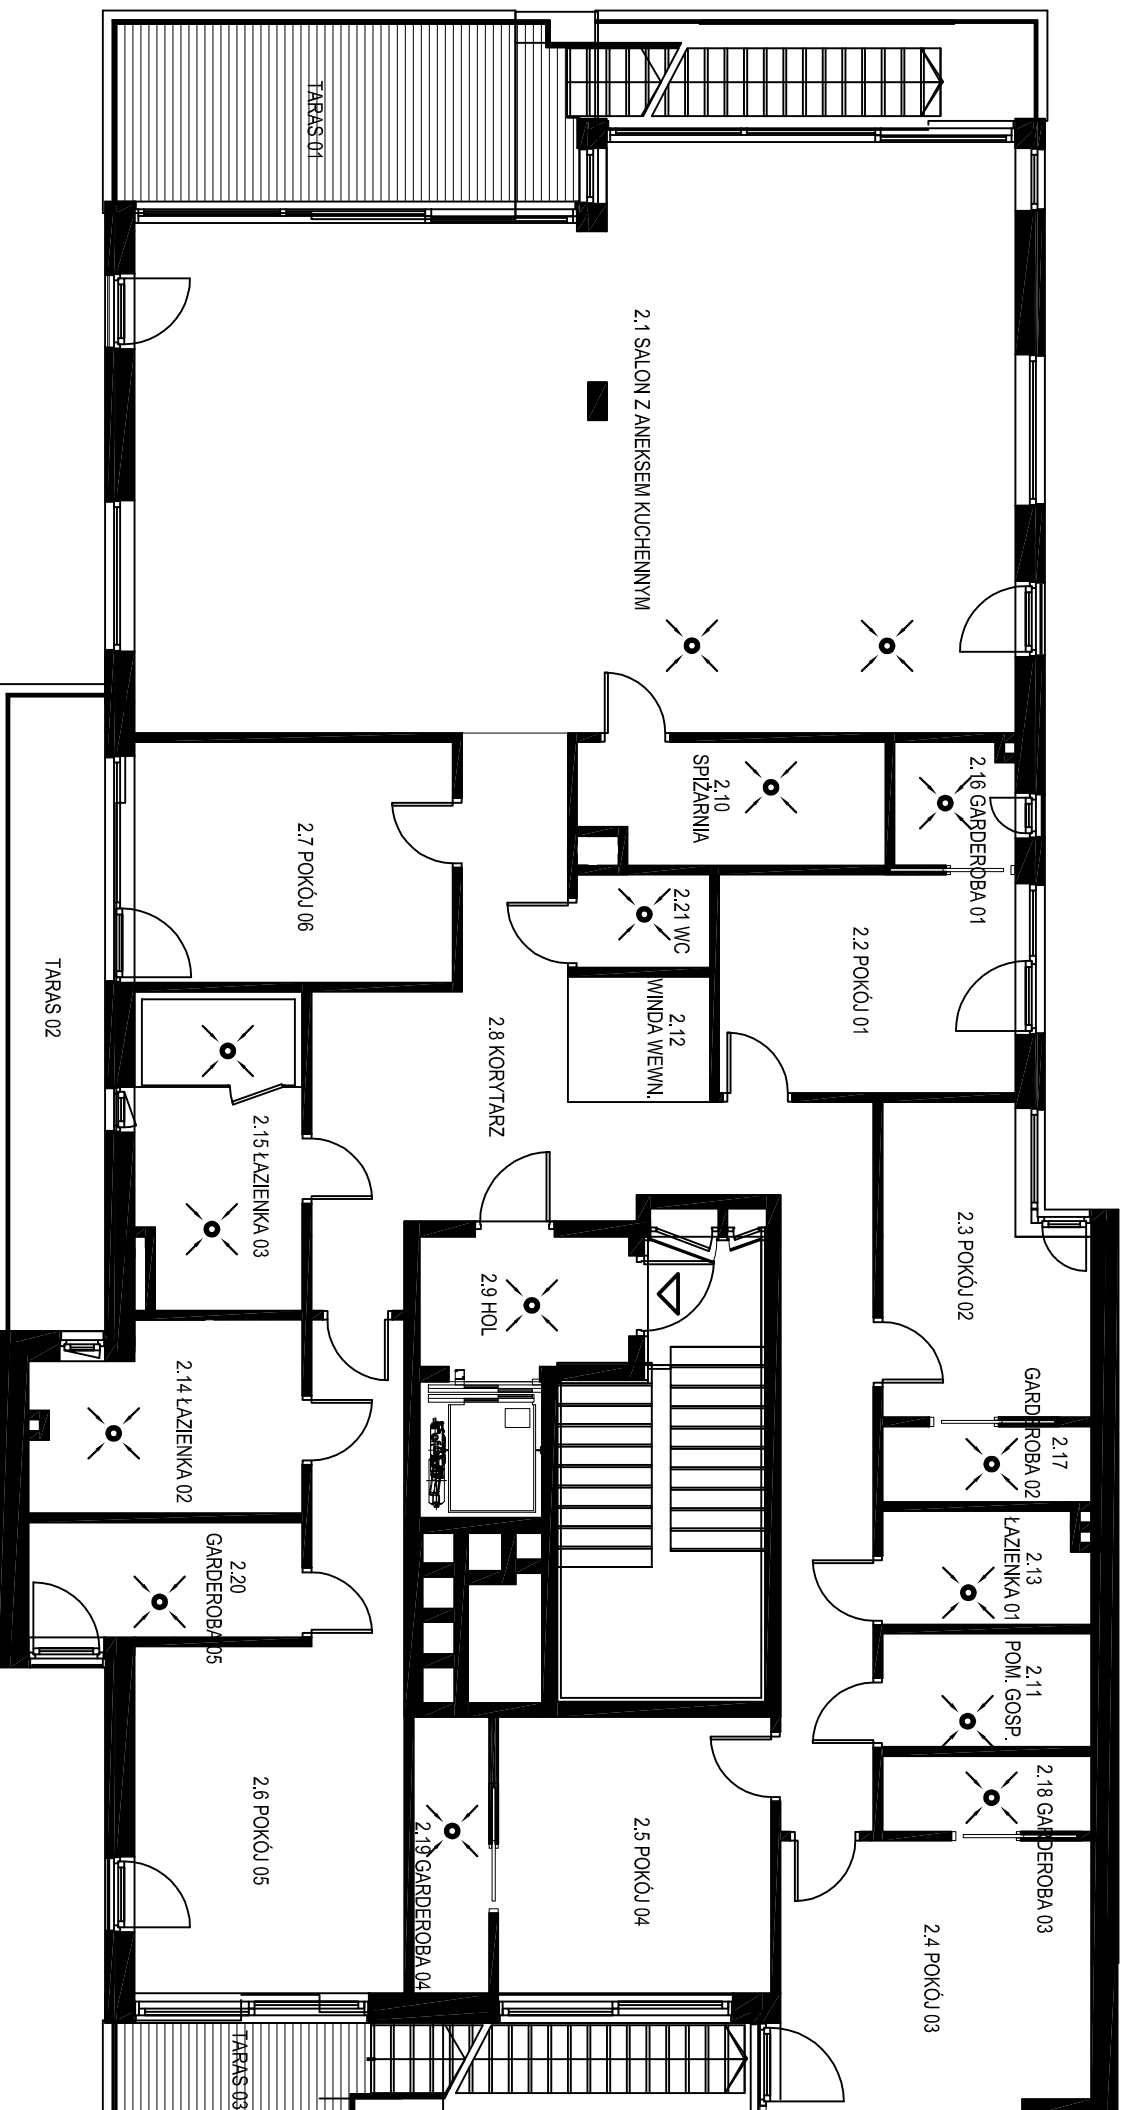 TARAS 01
2.1 SALON Z ANEKSEM KUCHENNYM
2.10
SPIŻARNIA
2.16 GARDEROBA 01
2.7 POKÓJ 06
2.21 WC
2.2 POKÓJ 01
TARAS 02
2.12
WINDA WEWN.
2.8 KORYTARZ
2.15 ŁAZIENKA 03
2.3 POKÓJ 02
2.9 HOL
2.14 ŁAZIENKA 02
2.17
GARDEROBA 02
2.13
ŁAZIENKA 01
2.20
GARDEROBA 05
2.11
POM. GOSP.
2.18 GARDEROBA 03
2.6 POKÓJ 05
2.19 GARDEROBA 04
2.5 POKÓJ 04
2.4 POKÓJ 03
TARAS 03